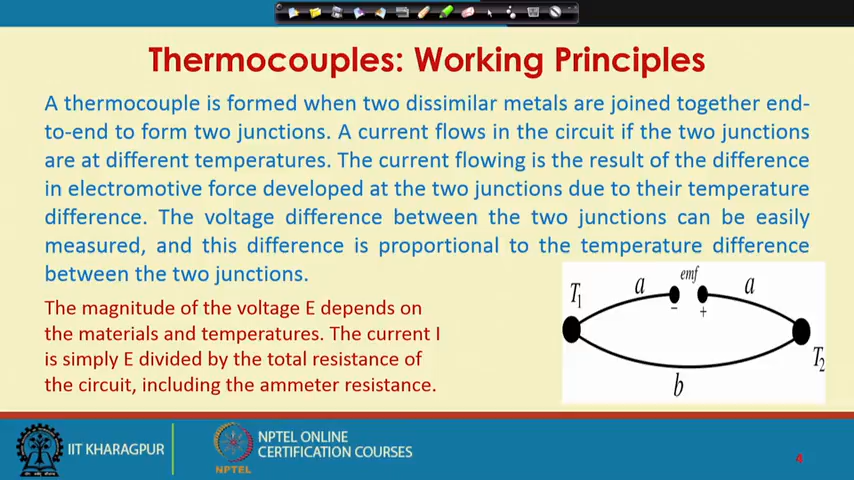 Thermocouples: Working Principles
A thermocouple is formed when two dissimilar metals are joined together end-
to-end to form two junctions. A current flows in the circuit if the two junctions
are at different temperatures. The current flowing is the result of the difference
in electromotive force developed at the two junctions due to their temperature
difference. The voltage difference between the two junctions can be easily
measured, and this difference is proportional to the temperature difference
between the two junctions.
The magnitude of the voltage E depends on
the materials and temperatures. The current I
is simply E divided by the total resistance of
the circuit, including the ammeter resistance.
emf
a
a
T1
− +
T2
b
IIT KHARAGPUR
NPTEL
NPTEL ONLINE
CERTIFICATION COURSES
4